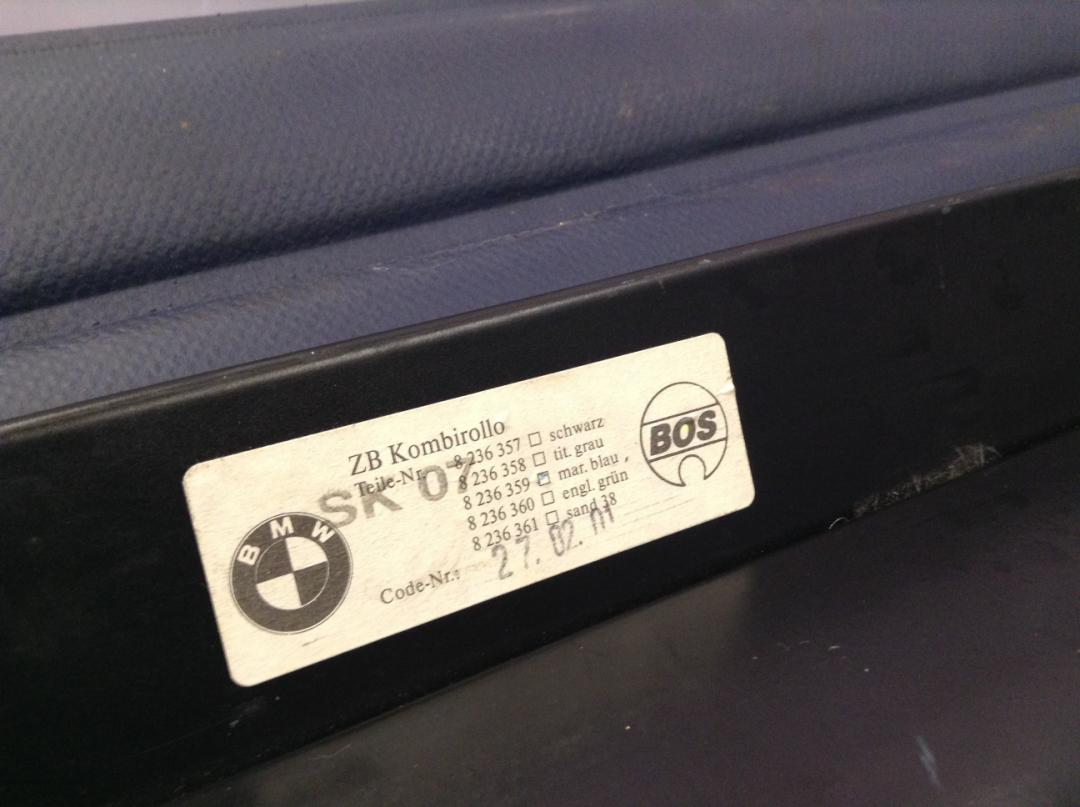 ZB Kombirollo
Teile-Nr. 8 236 357 schwarz
8 236 358 tit. grau
8 236 359 mar. blau
8 236 360 engl. grün
8 236 361 sand 38
SK 07
Code-Nr.: 27. 02. 01
BMW
BOS